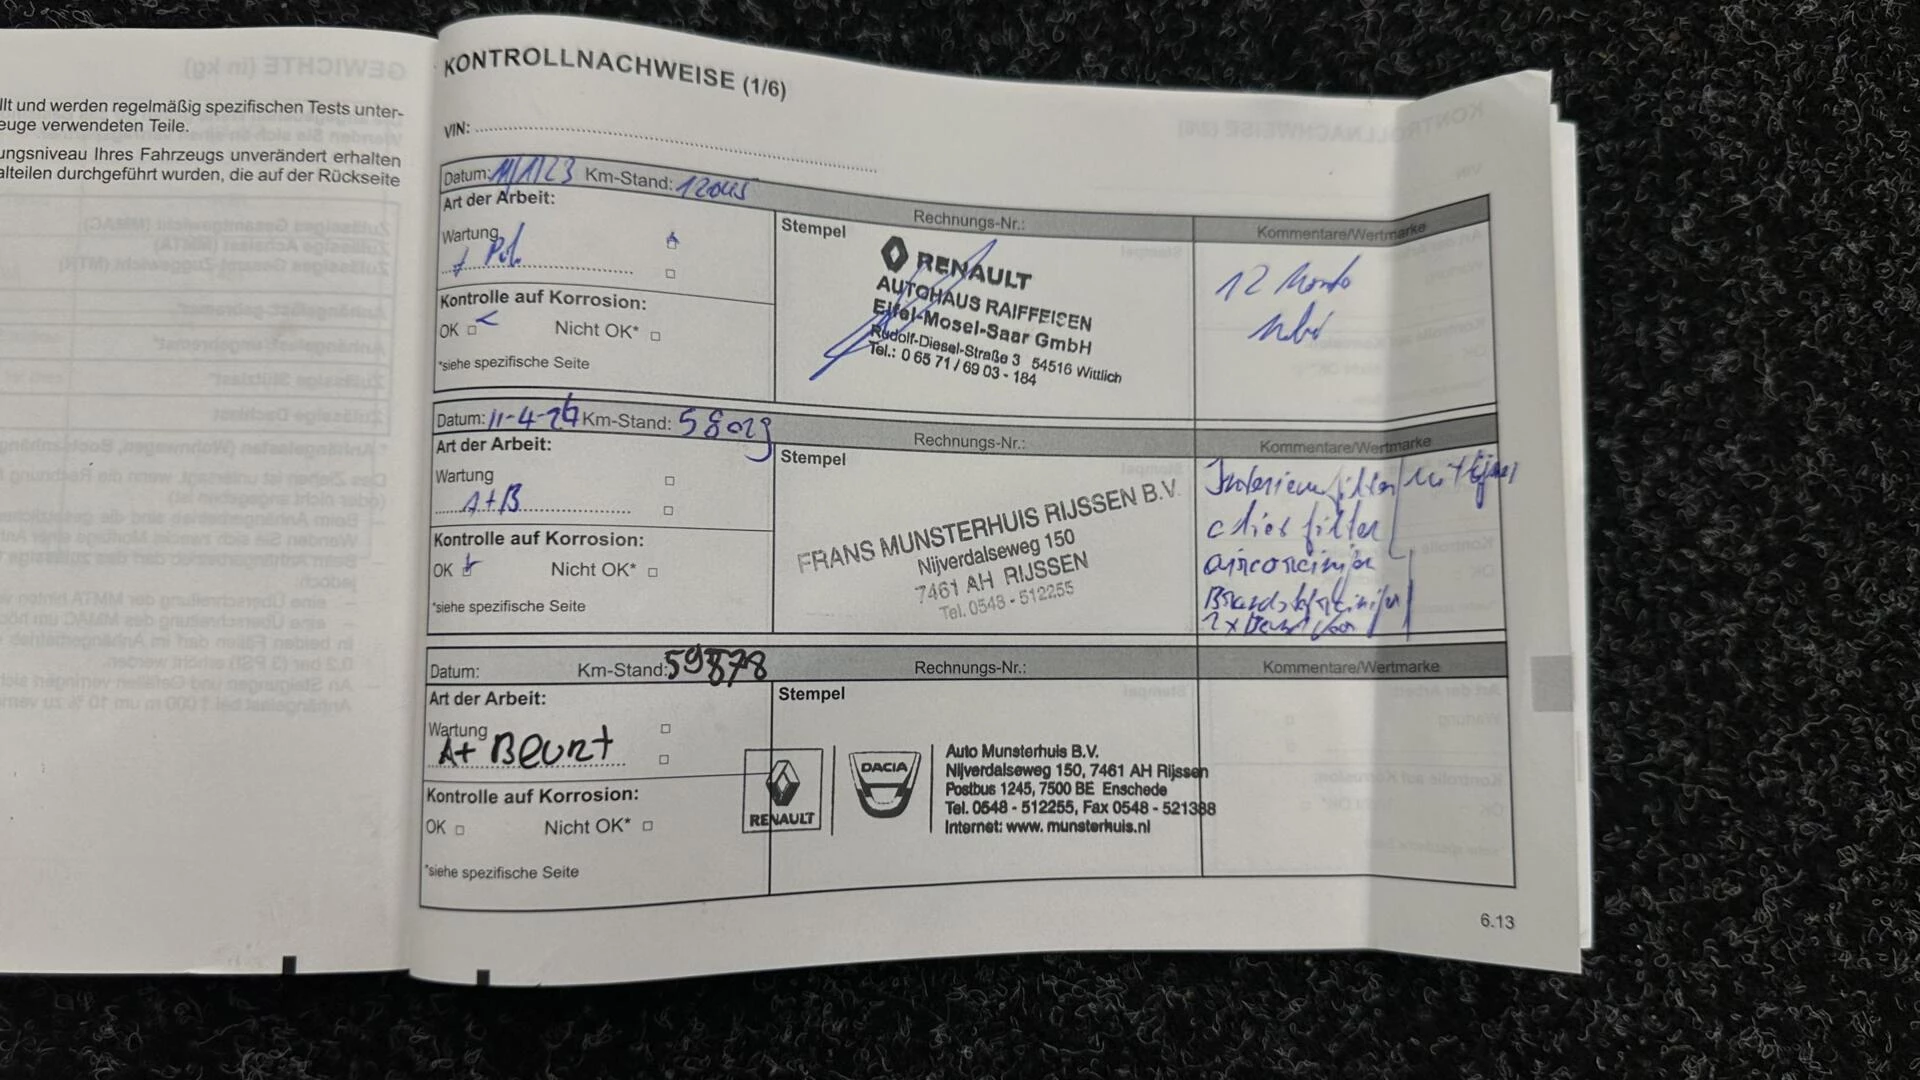 llt und werden regelmäßig spezifischen Tests unter-
euge verwendeten Teile.
ungsniveau Ihres Fahrzeugs unverändert erhalten
alteilen durchgeführt wurden, die auf der Rückseite
KONTROLLNACHWEISE (1/6)
VIN:
Datum: 11/1/23 Km-Stand: 12045
Art der Arbeit:
Rechnungs-Nr.:
Kommentare/Wertmarke
Wartung
Stempel
RENAULT
AUTOHAUS RAIFFEISEN
Eifel-Mosel-Saar GmbH
Rudolf-Diesel-Straße 3 54516 Wittlich
Tel.: 0 65 71 / 69 03 - 184
12
Kontrolle auf Korrosion:
OK Nicht OK*
*siehe spezifische Seite
Datum: 11-4-24 Km-Stand: 58029
Art der Arbeit:
Rechnungs-Nr.:
Kommentare/Wertmarke
Wartung
A+B
Stempel
FRANS MUNSTERHUIS RIJSSEN B.V.
Nijverdalseweg 150
7461 AH RIJSSEN
Tel. 0548 - 512255
filter
Kontrolle auf Korrosion:
OK Nicht OK*
*siehe spezifische Seite
Datum: Km-Stand: 59878
Rechnungs-Nr.:
Kommentare/Wertmarke
Art der Arbeit:
Stempel
Wartung
A+ Beurt
RENAULT
DACIA
Auto Munsterhuis B.V.
Nijverdalseweg 150, 7461 AH Rijssen
Postbus 1245, 7500 BE Enschede
Tel. 0548 - 512255, Fax 0548 - 521388
Internet: www. munsterhuis.nl
Kontrolle auf Korrosion:
OK Nicht OK*
*siehe spezifische Seite
6.13